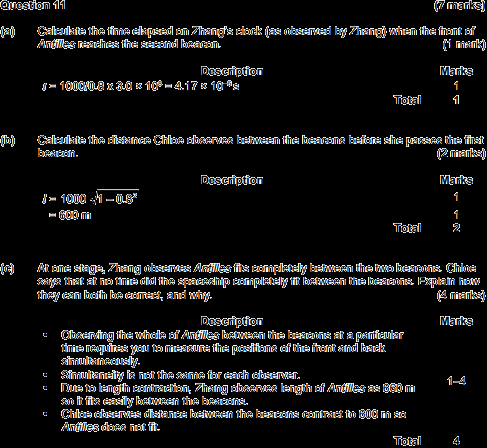 Question 11 (7 marks)
(a) Calculate the time elapsed on Zhang's clock (as observed by Zhang) when the front of
Antilles reaches the second beacon. (1 mark)
Description Marks
t = 1000/0.8 x 3.0 × 10⁸ = 4.17 × 10⁻⁶ s 1
Total 1
(b) Calculate the distance Chloe observes between the beacons before she passes the first
beacon. (2 marks)
Description Marks
l = 1000 √1 – 0.8² 1
= 600 m 1
Total 2
(c) At one stage, Zhang observes Antilles fits completely between the two beacons. Chloe
says that at no time did the spaceship completely fit between the beacons. Explain how
they can both be correct, and why. (4 marks)
Description Marks
• Observing the whole of Antilles between the beacons at a particular
time requires you to measure the positions of the front and back
simultaneously.
• Simultaneity is not the same for each observer.
• Due to length contraction, Zhang observes length of Antilles as
so it fits easily between the beacons.
• Chloe observes distance between the beacons contract to 600 m so
Antilles does not fit.
1–4
Total 4